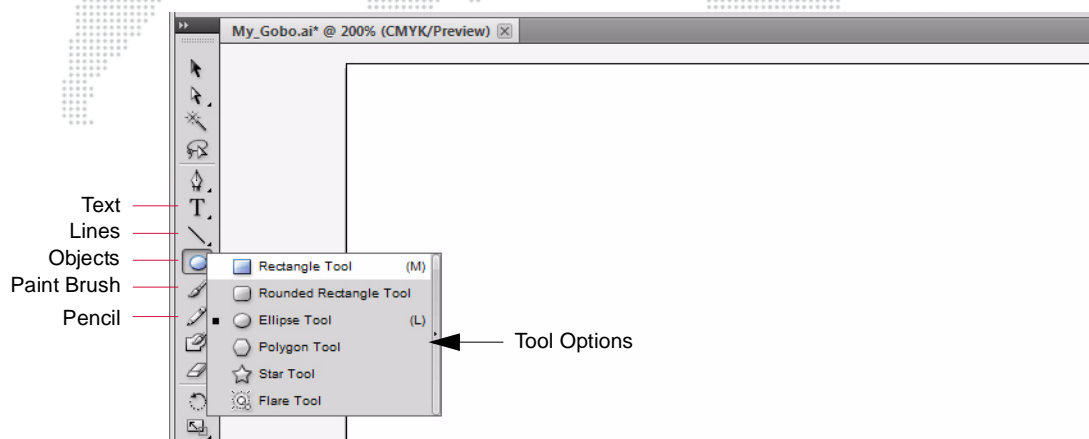 My_Gobo.ai* @ 200% (CMYK/Preview)
Text
T
Lines
Objects
Rectangle Tool (M)
Paint Brush
Rounded Rectangle Tool
Pencil
Ellipse Tool (L)
Polygon Tool
Tool Options
Star Tool
Flare Tool